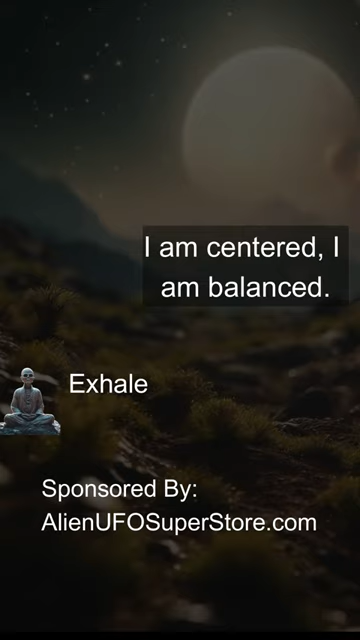 I am centered, I
am balanced.
Exhale
Sponsored By:
AlienUFOSuperStore.com